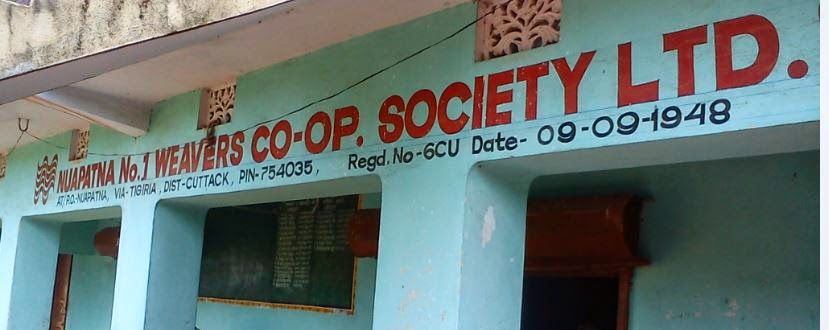 NUAPATNA No.1 WEAVERS CO-OP. SOCIETY LTD.
AT/P.O.-NUAPATNA, VIA-TIGIRIA, DIST-CUTTACK, PIN-754035, Regd. No-6CU Date- 09-09-1948